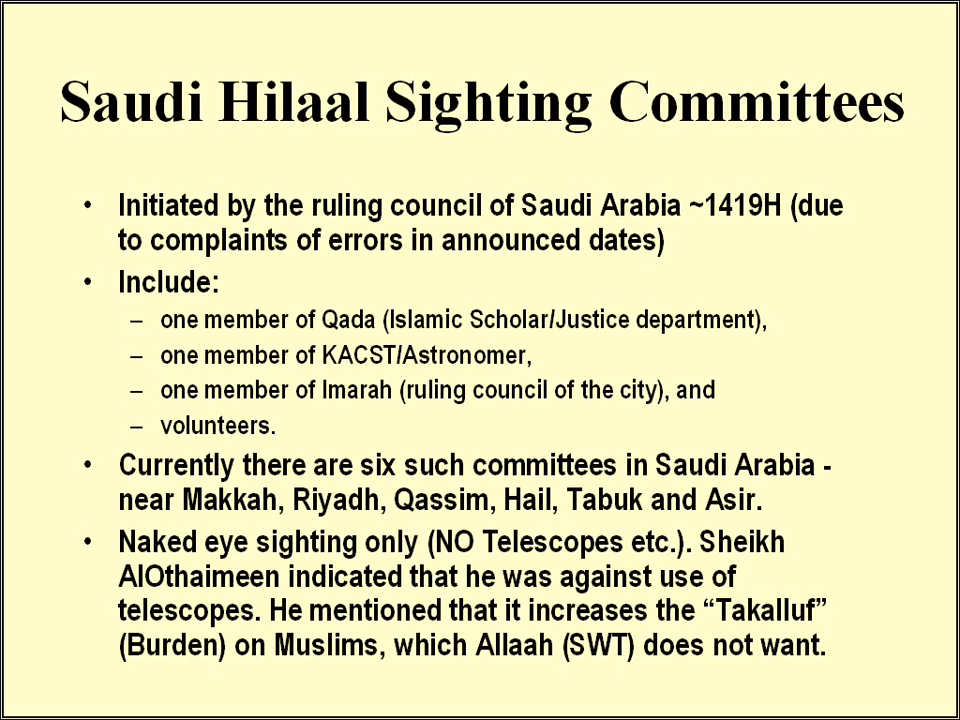 Saudi Hilaal Sighting Committees
• Initiated by the ruling council of Saudi Arabia ~1419H (due
to complaints of errors in announced dates)
• Include:
– one member of Qada (Islamic Scholar/Justice department),
– one member of KACST/Astronomer,
– one member of Imarah (ruling council of the city), and
– volunteers.
• Currently there are six such committees in Saudi Arabia -
near Makkah, Riyadh, Qassim, Hail, Tabuk and Asir.
• Naked eye sighting only (NO Telescopes etc.). Sheikh
AlOthaimeen indicated that he was against use of
telescopes. He mentioned that it increases the “Takalluf”
(Burden) on Muslims, which Allaah (SWT) does not want.